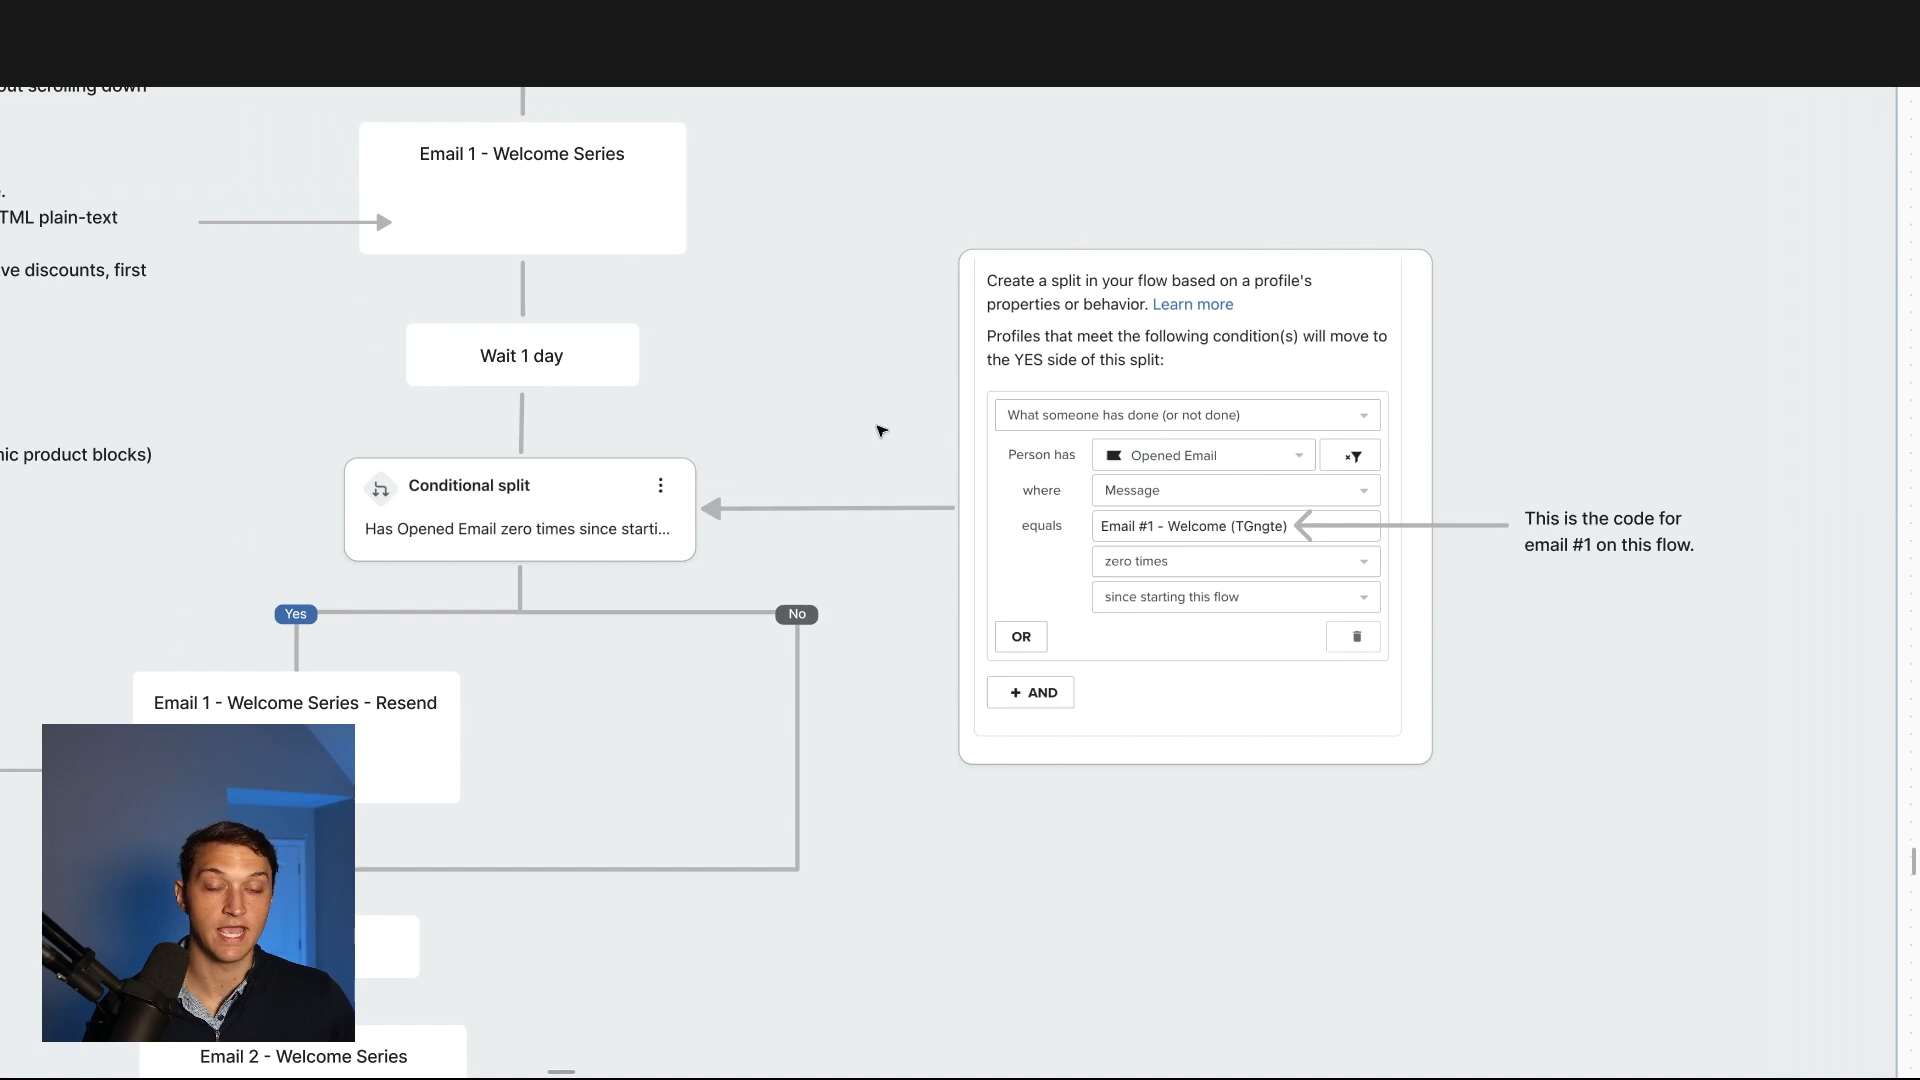 scrolling down
Email 1 - Welcome Series
TML plain-text
ve discounts, first
Wait 1 day
nic product blocks)
Conditional split
Has Opened Email zero times since starti...
Yes
No
Email 1 - Welcome Series - Resend
Email 2 - Welcome Series
Create a split in your flow based on a profile's
properties or behavior. Learn more
Profiles that meet the following condition(s) will move to
the YES side of this split:
What someone has done (or not done)
Person has Opened Email
where Message
equals Email #1 - Welcome (TGngte)
zero times
since starting this flow
OR
+ AND
This is the code for
email #1 on this flow.